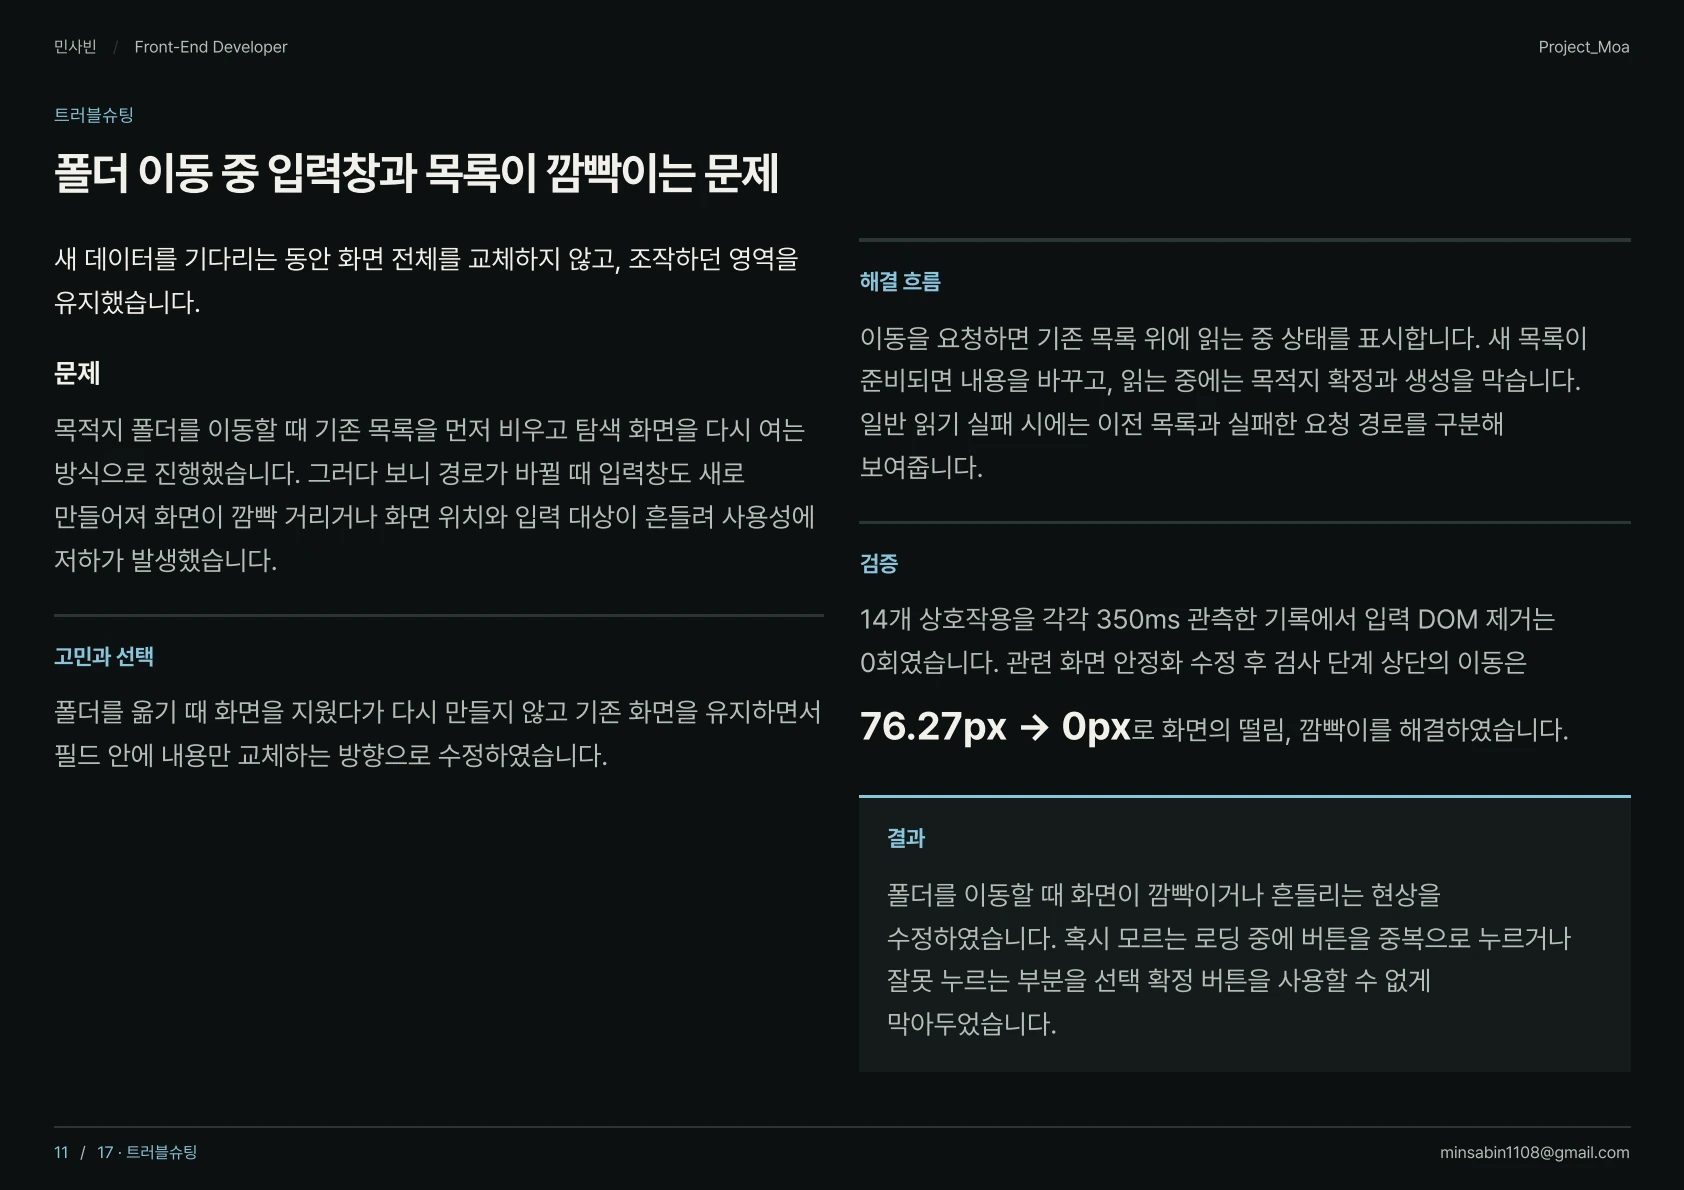 민사빈 / Front-End Developer
Project_Moa
트러블슈팅
폴더 이동 중 입력창과 목록이 깜빡이는 문제
새 데이터를 기다리는 동안 화면 전체를 교체하지 않고, 조작하던 영역을
유지했습니다.
문제
목적지 폴더를 이동할 때 기존 목록을 먼저 비우고 탐색 화면을 다시 여는
방식으로 진행했습니다. 그러다 보니 경로가 바뀔 때 입력창도 새로
만들어져 화면이 깜빡 거리거나 화면 위치와 입력 대상이 흔들려 사용성에
저하가 발생했습니다.
고민과 선택
폴더를 옮기 때 화면을 지웠다가 다시 만들지 않고 기존 화면을 유지하면서
필드 안에 내용만 교체하는 방향으로 수정하였습니다.
해결 흐름
이동을 요청하면 기존 목록 위에 읽는 중 상태를 표시합니다. 새 목록이
준비되면 내용을 바꾸고, 읽는 중에는 목적지 확정과 생성을 막습니다.
일반 읽기 실패 시에는 이전 목록과 실패한 요청 경로를 구분해
보여줍니다.
검증
14개 상호작용을 각각 350ms 관측한 기록에서 입력 DOM 제거는
0회였습니다. 관련 화면 안정화 수정 후 검사 단계 상단의 이동은
76.27px → 0px로 화면의 떨림, 깜빡이를 해결하였습니다.
결과
폴더를 이동할 때 화면이 깜빡이거나 흔들리는 현상을
수정하였습니다. 혹시 모르는 로딩 중에 버튼을 중복으로 누르거나
잘못 누르는 부분을 선택 확정 버튼을 사용할 수 없게
막아두었습니다.
11 / 17 · 트러블슈팅
minsabin1108@gmail.com